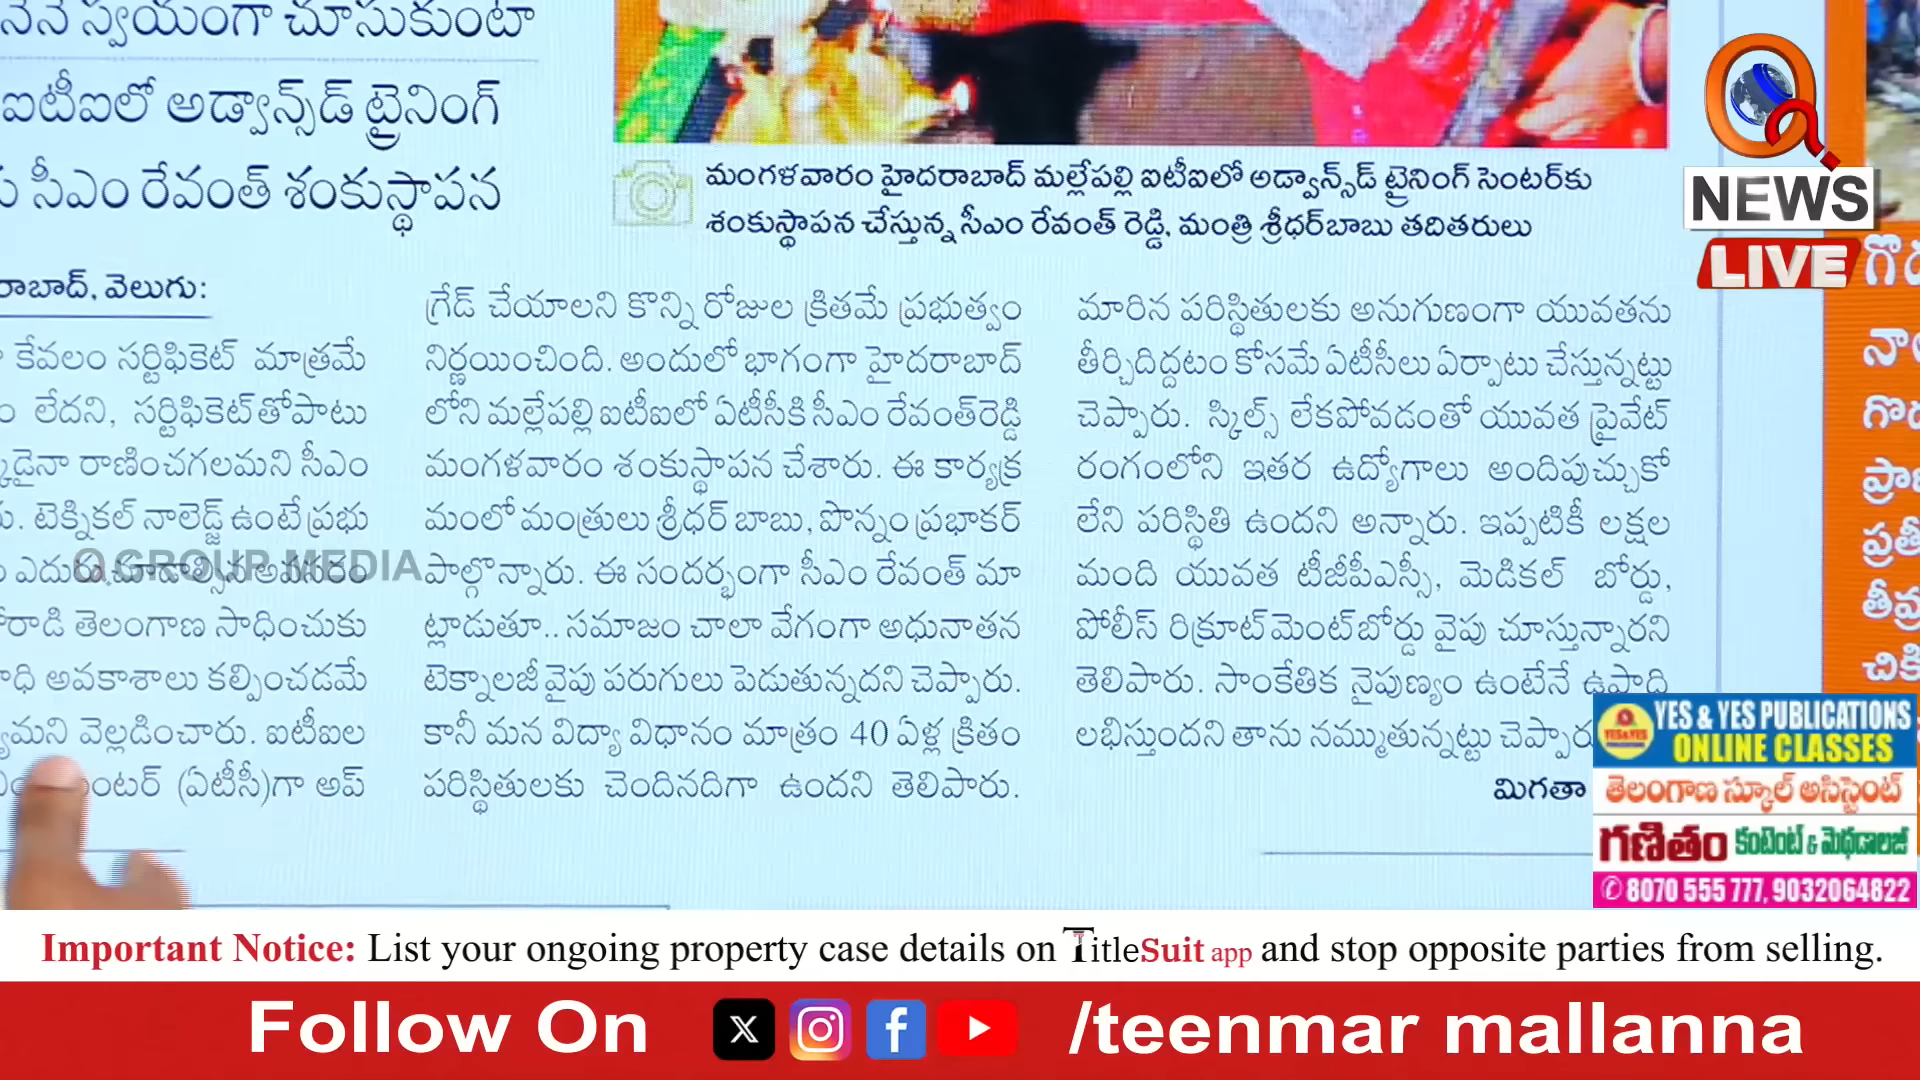 నేనే స్వయంగా చూసుకుంటా
ఐటీఐలో అడ్వాన్స్‌డ్ ట్రైనింగ్
సీఎం రేవంత్ శంకుస్థాపన
మంగళవారం హైదరాబాద్ మల్లేపల్లి ఐటీఐలో అడ్వాన్స్‌డ్ ట్రైనింగ్ సెంటర్‌కు
శంకుస్థాపన చేస్తున్న సీఎం రేవంత్ రెడ్డి, మంత్రి శ్రీధర్‌బాబు తదితరులు
రాబాద్, వెలుగు:
కేవలం సర్టిఫికెట్ మాత్రమే
లేదని, సర్టిఫికెట్‌తోపాటు
రాణించగలమని సీఎం
టెక్నికల్ నాలెడ్జ్ ఉంటే ప్రభు
ఎదురు చూడాల్సిన అవసరం
తెలంగాణ సాధించుకు
అవకాశాలు కల్పించడమే
వెల్లడించారు. ఐటీఐల
(ఏటీసీ)గా అప్
గ్రేడ్ చేయాలని కొన్ని రోజుల క్రితమే ప్రభుత్వం
నిర్ణయించింది. అందులో భాగంగా హైదరాబాద్
లోని మల్లేపల్లి ఐటీఐలో ఏటీసీకి సీఎం రేవంత్‌రెడ్డి
మంగళవారం శంకుస్థాపన చేశారు. ఈ కార్యక్ర
మంలో మంత్రులు శ్రీధర్ బాబు, పొన్నం ప్రభాకర్
పాల్గొన్నారు. ఈ సందర్భంగా సీఎం రేవంత్ మా
ట్లాడుతూ.. సమాజం చాలా వేగంగా అధునాతన
టెక్నాలజీ వైపు పరుగులు పెడుతున్నదని చెప్పారు.
కానీ మన విద్యా విధానం మాత్రం 40 ఏళ్ల క్రితం
పరిస్థితులకు చెందినదిగా ఉందని తెలిపారు.
మారిన పరిస్థితులకు అనుగుణంగా యువతను
తీర్చిదిద్దటం కోసమే ఏటీసీలు ఏర్పాటు చేస్తున్నట్టు
చెప్పారు. స్కిల్స్ లేకపోవడంతో యువత ప్రైవేట్
రంగంలోని ఇతర ఉద్యోగాలు అందిపుచ్చుకో
లేని పరిస్థితి ఉందని అన్నారు. ఇప్పటికీ లక్షల
మంది యువత టీజీపీఎస్సీ, మెడికల్ బోర్డు,
పోలీస్ రిక్రూట్‌మెంట్‌బోర్డు వైపు చూస్తున్నారని
తెలిపారు. సాంకేతిక నైపుణ్యం ఉంటేనే ఉపాధి
లభిస్తుందని తాను నమ్ముతున్నట్టు చెప్పారు
మిగతా
Q GROUP MEDIA
Q
NEWS
LIVE
YES & YES PUBLICATIONS
ONLINE CLASSES
తెలంగాణ స్కూల్ అసిస్టెంట్
గణితం కంటెంట్ & మెథడాలజీ
8070 555 777, 9032064822
Important Notice: List your ongoing property case details on TitleSuit app and stop opposite parties from selling.
Follow On /teenmar mallanna